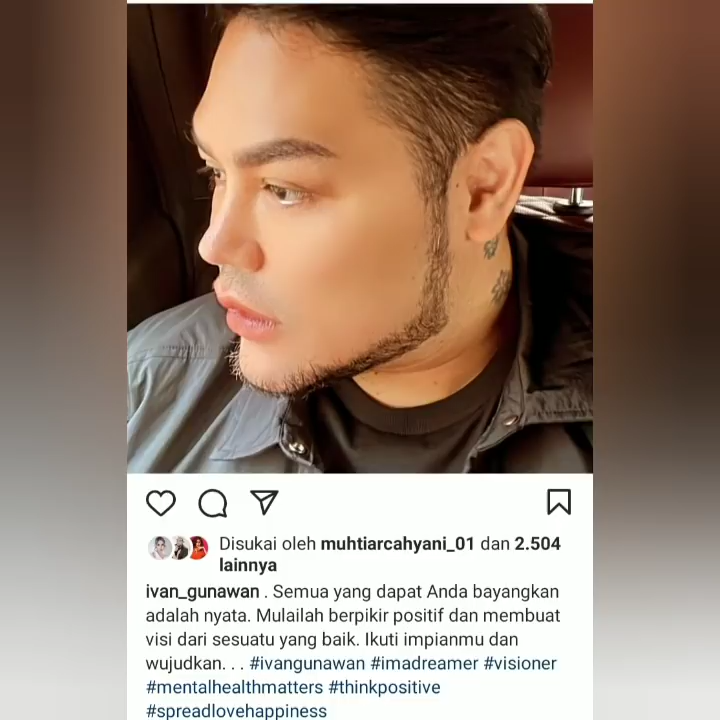 Disukai oleh muhtiarcahyani_01 dan 2.504
lainnya
ivan_gunawan . Semua yang dapat Anda bayangkan
adalah nyata. Mulailah berpikir positif dan membuat
visi dari sesuatu yang baik. Ikuti impianmu dan
wujudkan. . . #ivangunawan #imadreamer #visioner
#mentalhealthmatters #thinkpositive
#spreadlovehappiness